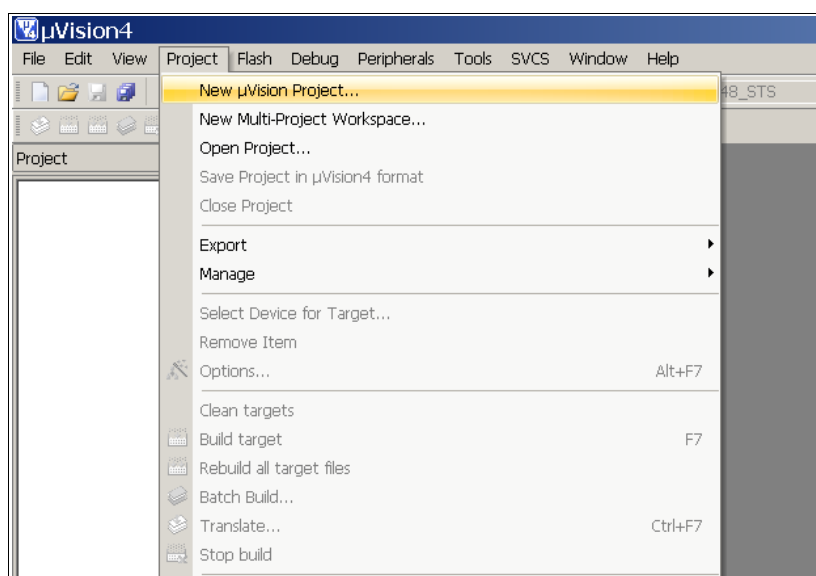 µVision4
File Edit View Project Flash Debug Peripherals Tools SVCS Window Help
New µVision Project...
48_STS
New Multi-Project Workspace...
Project
Open Project...
Save Project in µVision4 format
Close Project
Export
Manage
Select Device for Target...
Remove Item
Options... Alt+F7
Clean targets
Build target F7
Rebuild all target files
Batch Build...
Translate... Ctrl+F7
Stop build